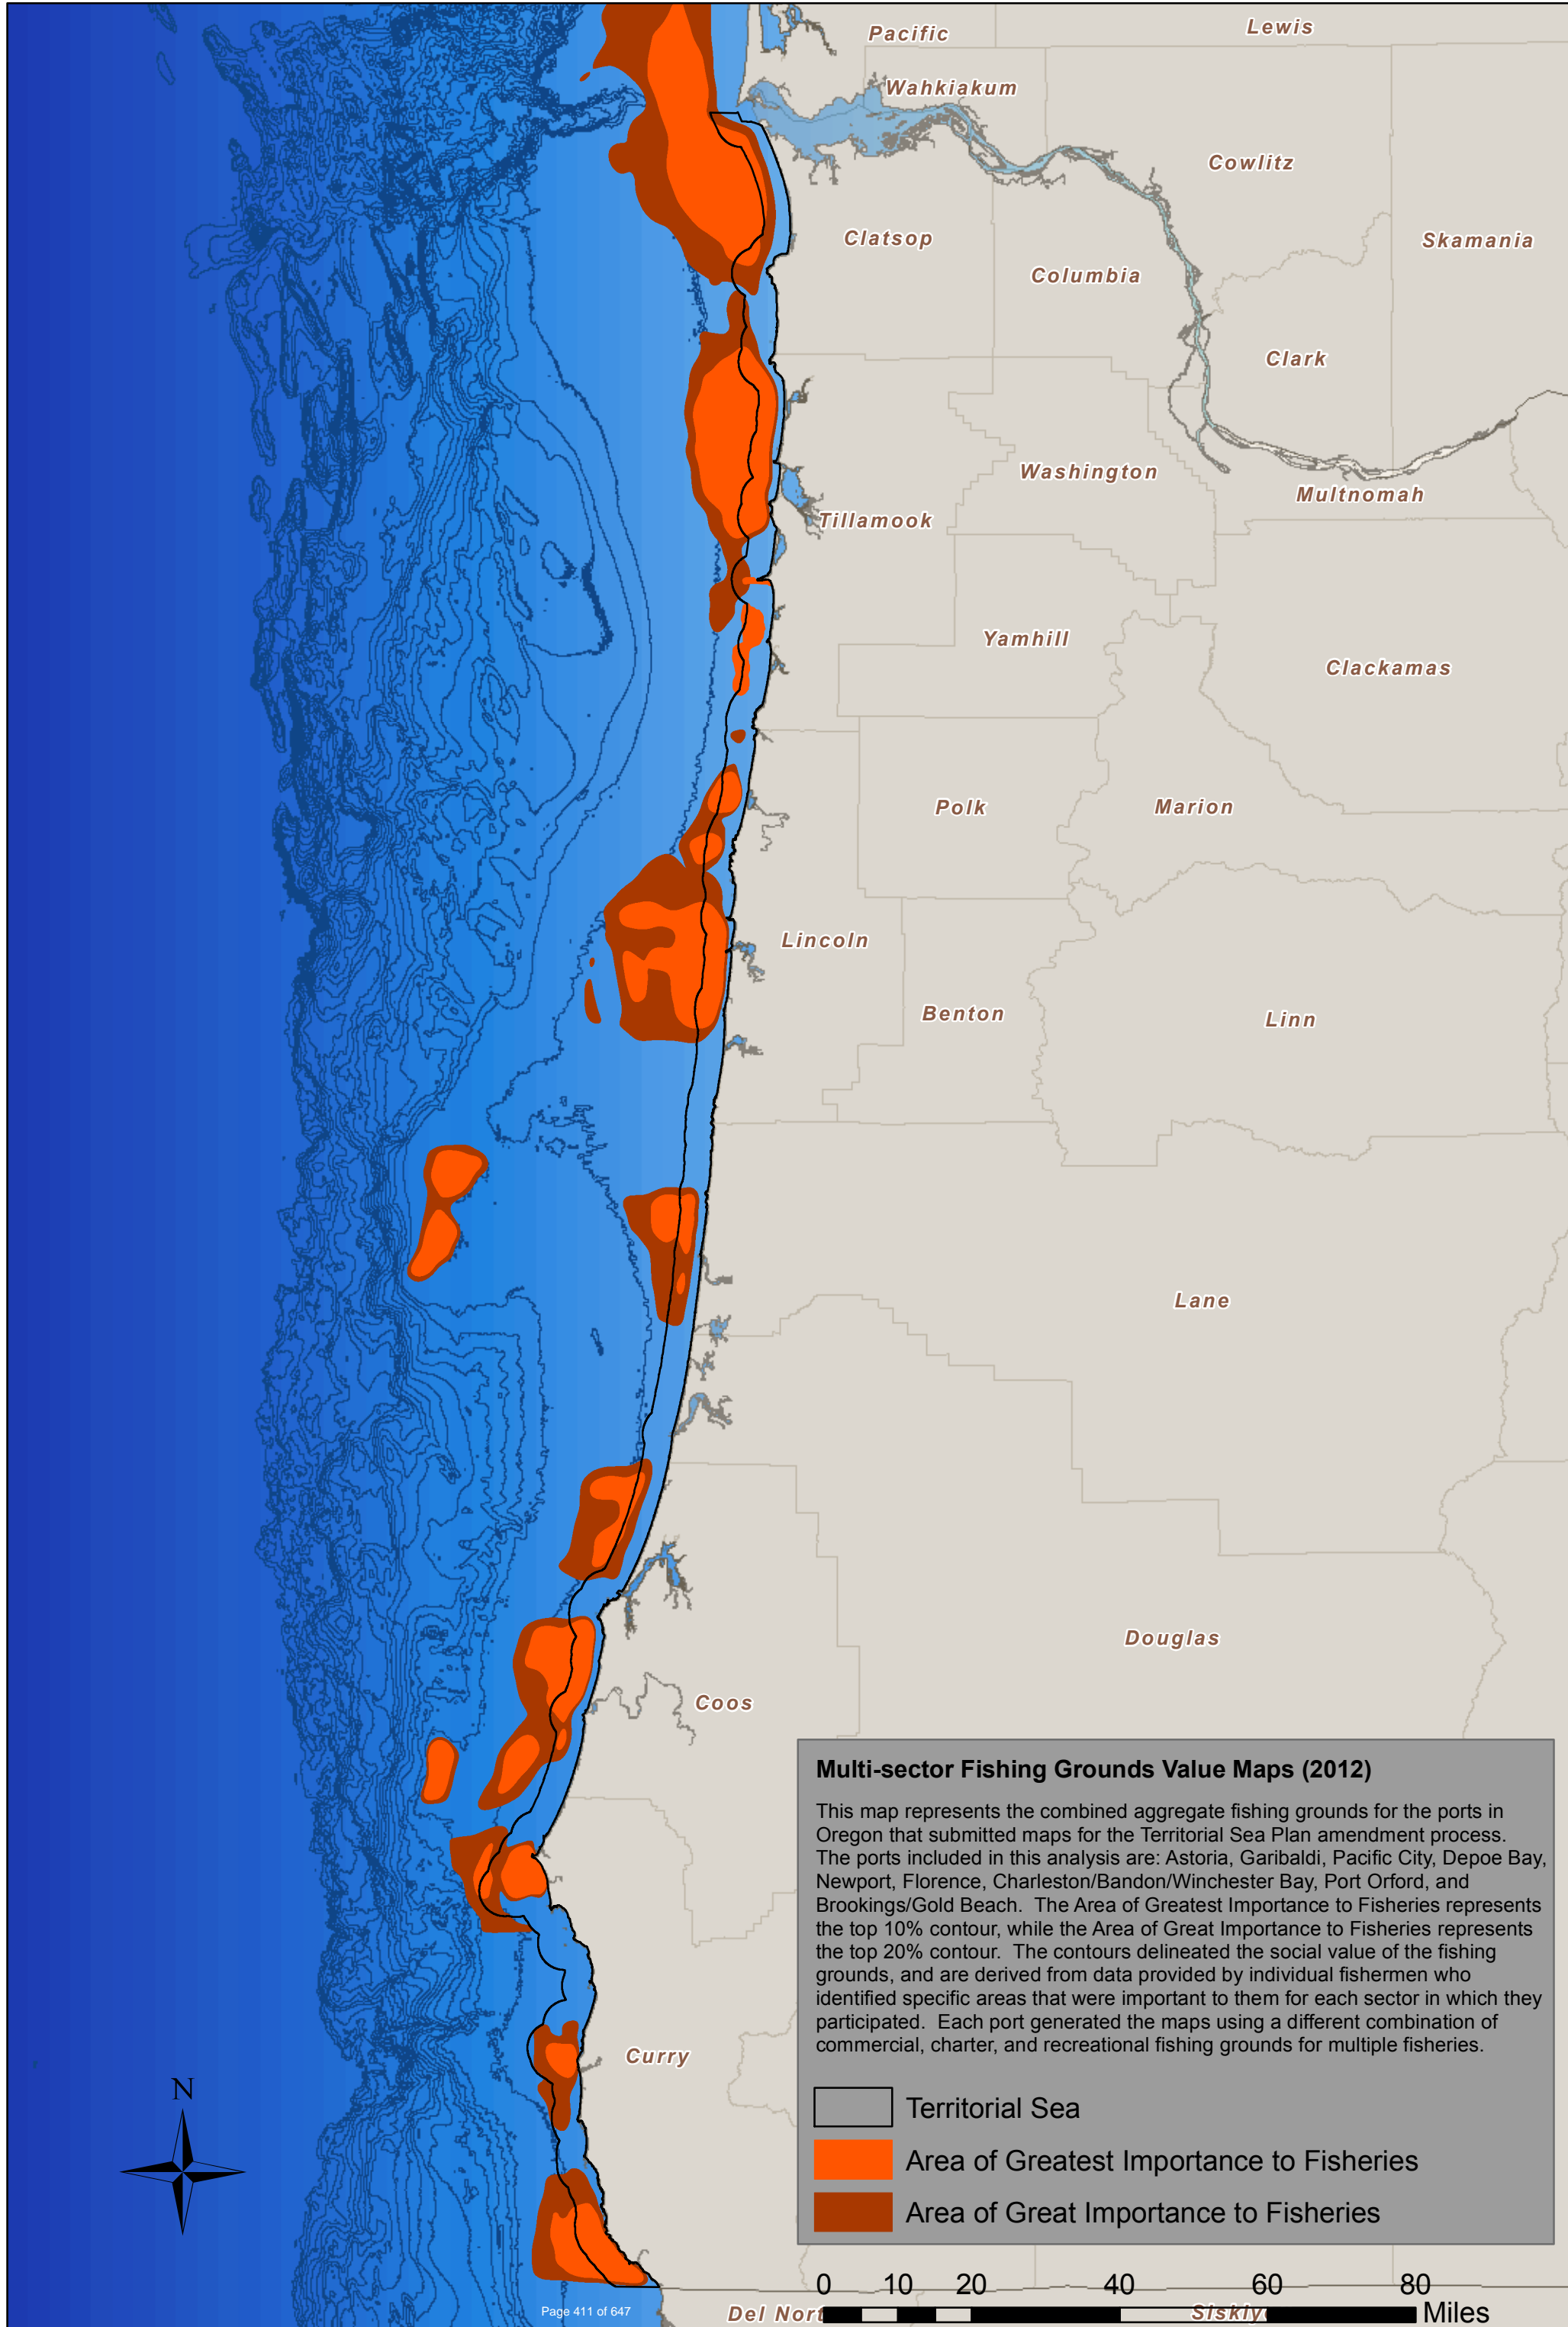 Pacific
Lewis
Wahkiakum
Cowlitz
Clatsop
Skamania
Columbia
Clark
Washington
Multnomah
Tillamook
Yamhill
Clackamas
Polk
Marion
Lincoln
Benton
Linn
Lane
Douglas
Coos
Curry
Multi-sector Fishing Grounds Value Maps (2012)
This map represents the combined aggregate fishing grounds for the ports in
Oregon that submitted maps for the Territorial Sea Plan amendment process.
The ports included in this analysis are: Astoria, Garibaldi, Pacific City, Depoe Bay,
Newport, Florence, Charleston/Bandon/Winchester Bay, Port Orford, and
Brookings/Gold Beach. The Area of Greatest Importance to Fisheries represents
the top 10% contour, while the Area of Great Importance to Fisheries represents
the top 20% contour. The contours delineated the social value of the fishing
grounds, and are derived from data provided by individual fishermen who
identified specific areas that were important to them for each sector in which they
participated. Each port generated the maps using a different combination of
commercial, charter, and recreational fishing grounds for multiple fisheries.
Territorial Sea
Area of Greatest Importance to Fisheries
Area of Great Importance to Fisheries
N
0 10 20 40 60 80
Miles
Del Nort
Siskiy
Page 411 of 647